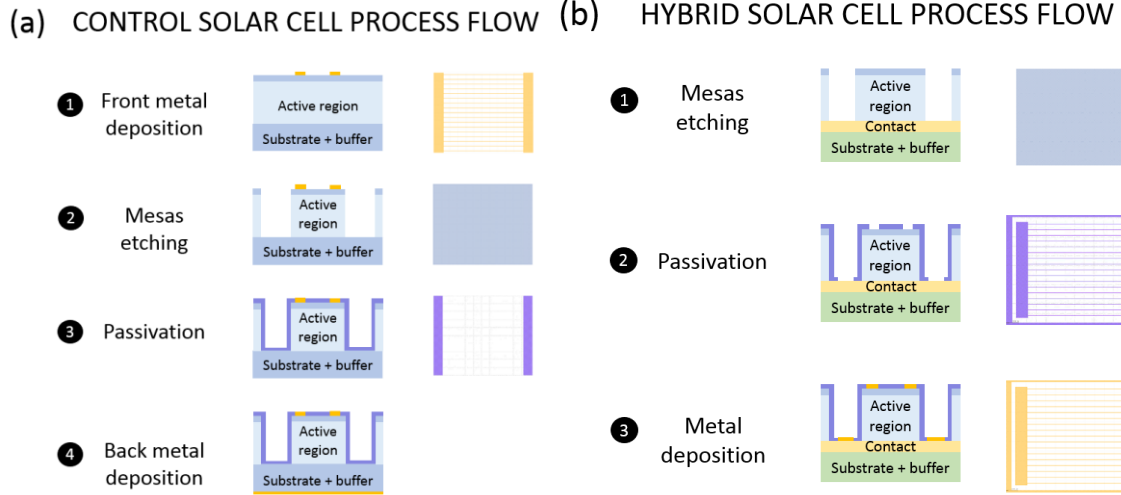 (a) CONTROL SOLAR CELL PROCESS FLOW
1 Front metal
deposition
Active region
Substrate + buffer
2 Mesas
etching
Active
region
Substrate + buffer
3 Passivation
Active
region
Substrate + buffer
4 Back metal
deposition
Active
region
Substrate + buffer
(b) HYBRID SOLAR CELL PROCESS FLOW
1 Mesas
etching
Active
region
Contact
Substrate + buffer
2 Passivation
Active
region
Contact
Substrate + buffer
3 Metal
deposition
Active
region
Contact
Substrate + buffer